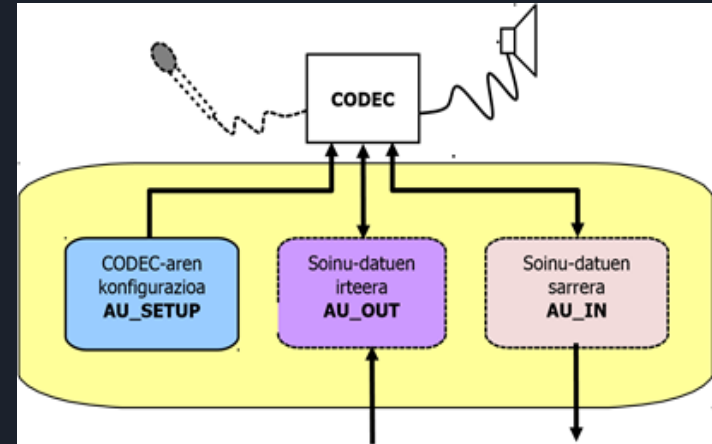 CODEC
CODEC-aren
konfigurazioa
AU_SETUP
Soinu-datuen
irteera
AU_OUT
Soinu-datuen
sarrera
AU_IN